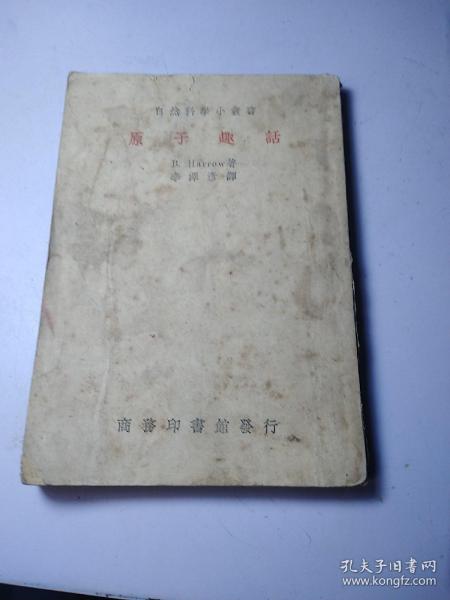 自然科學小叢書
原子趣話
B. Harrow著
李澤彥譯
商務印書館發行
孔夫子旧书网
www.kongfz.com